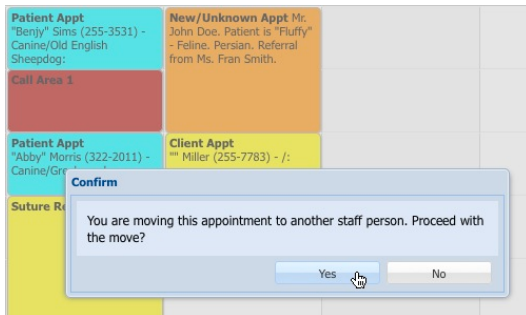 Patient Appt
"Benjy" Sims (255-3531) -
Canine/Old English
Sheepdog:
New/Unknown Appt Mr.
John Doe. Patient is "Fluffy"
- Feline. Persian. Referral
from Ms. Fran Smith.
Call Area 1
Patient Appt
"Abby" Morris (322-2011) -
Client Appt
"" Miller (255-7783) - /:
Confirm
Suture
You are moving this appointment to another staff person. Proceed with
the move?
Yes
No